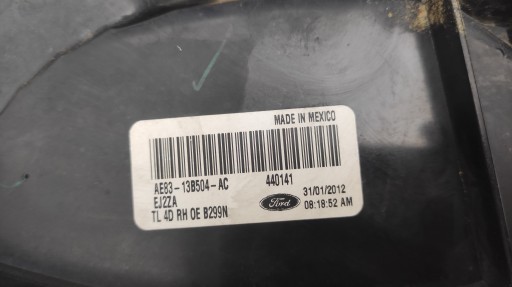 MADE IN MEXICO
AE83-13B504-AC 440141
EJ2ZA
TL 4D RH OE B299N
Ford
31/01/2012
08:18:52 AM